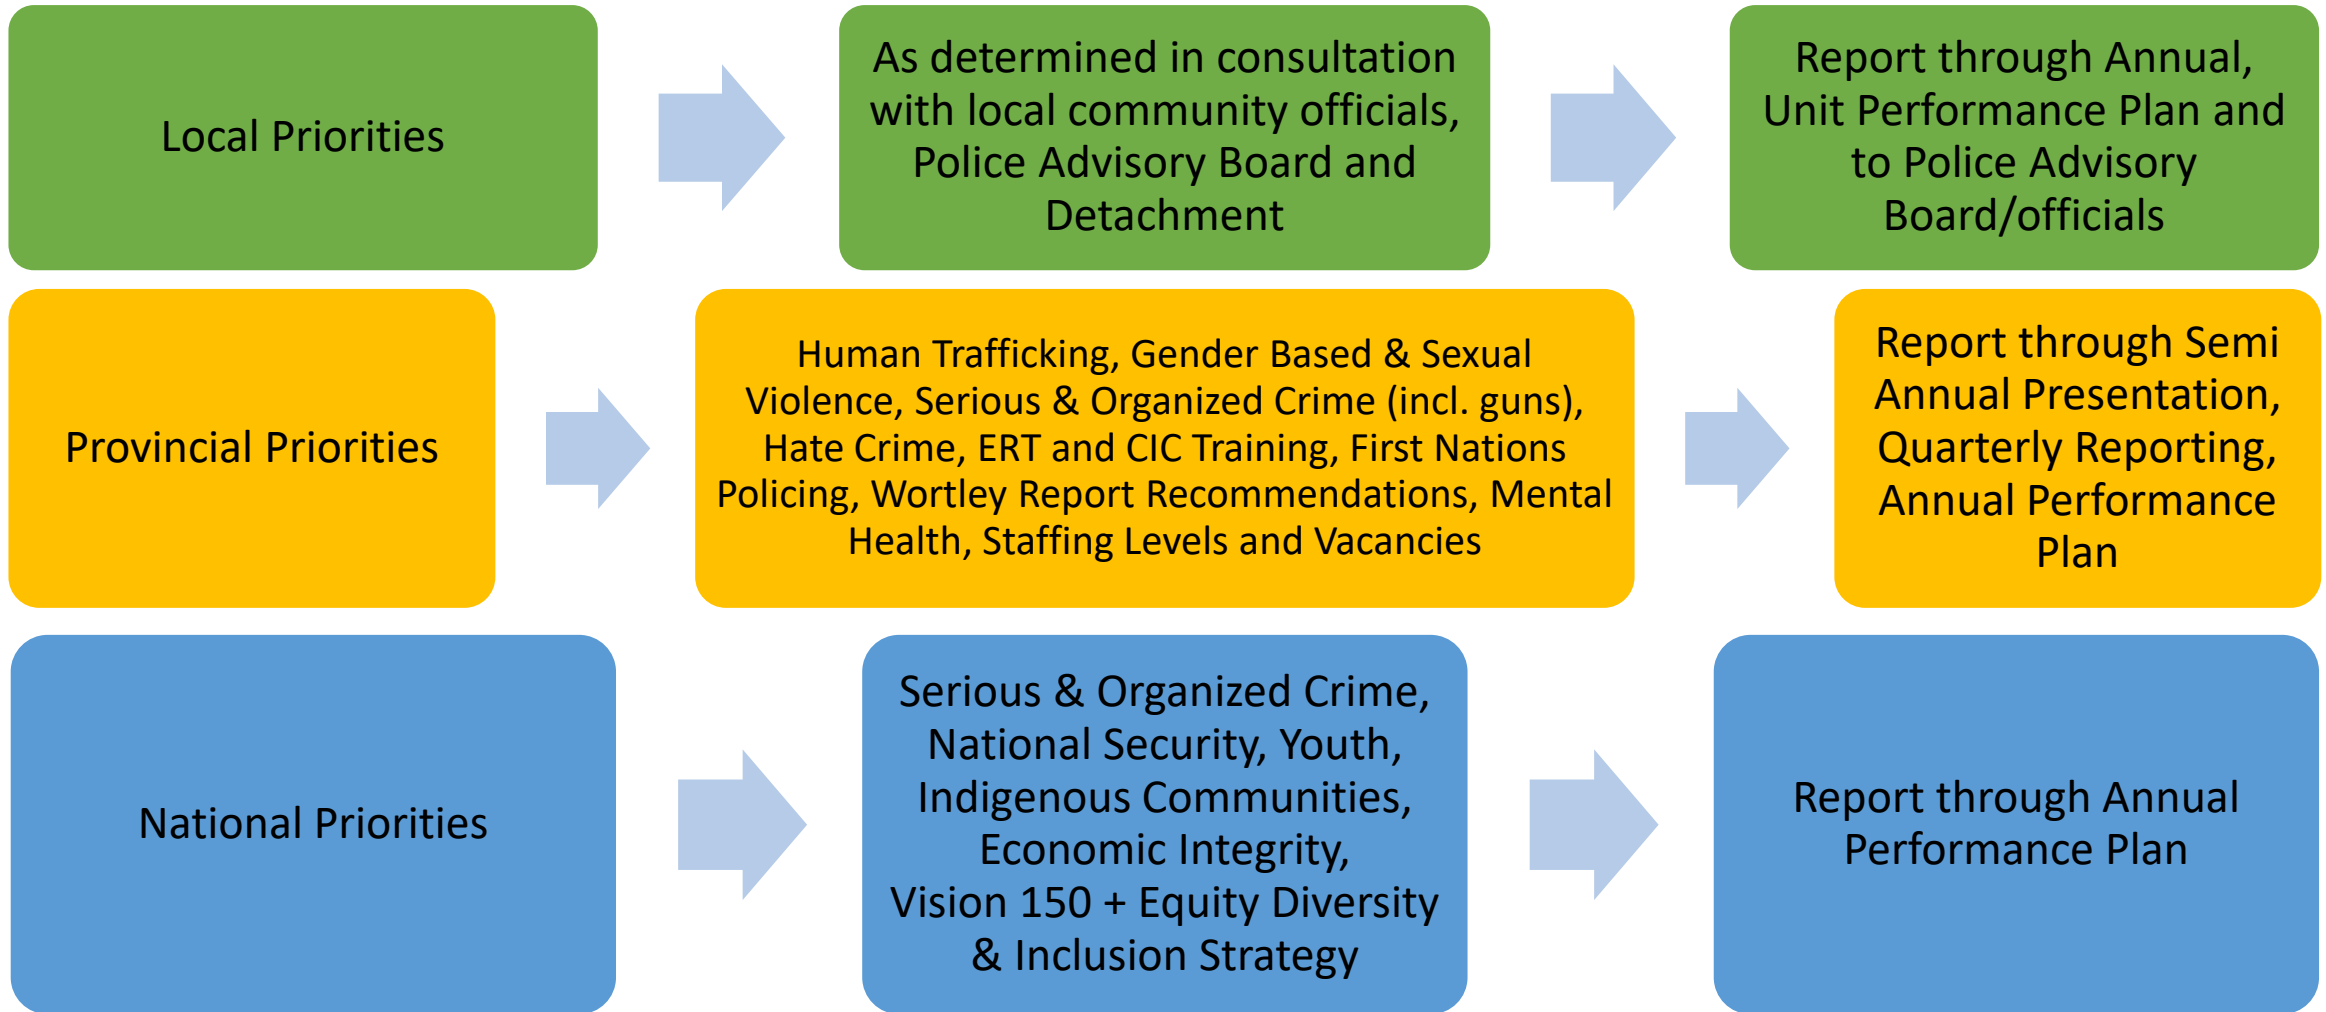 Local Priorities
As determined in consultation
with local community officials,
Police Advisory Board and
Detachment
Report through Annual,
Unit Performance Plan and
to Police Advisory
Board/officials
Provincial Priorities
Human Trafficking, Gender Based & Sexual
Violence, Serious & Organized Crime (incl. guns),
Hate Crime, ERT and CIC Training, First Nations
Policing, Wortley Report Recommendations, Mental
Health, Staffing Levels and Vacancies
Report through Semi
Annual Presentation,
Quarterly Reporting,
Annual Performance
Plan
National Priorities
Serious & Organized Crime,
National Security, Youth,
Indigenous Communities,
Economic Integrity,
Vision 150 + Equity Diversity
& Inclusion Strategy
Report through Annual
Performance Plan